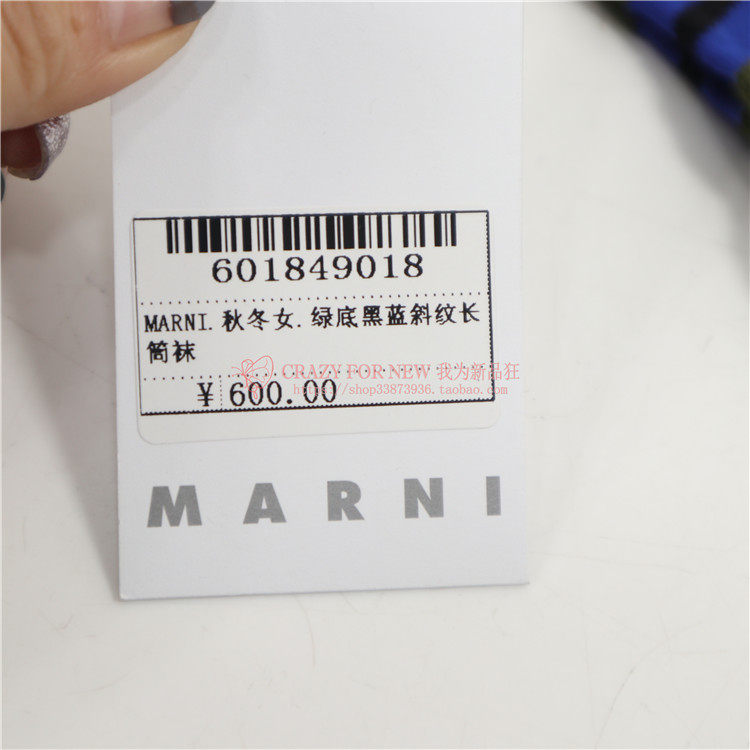 601849018
MARNI.秋冬女.绿底黑蓝斜纹长
筒袜
CRAZY FOR NEW 我为新品狂
https://shop33873936.taobao.com
¥ 600.00
MARNI